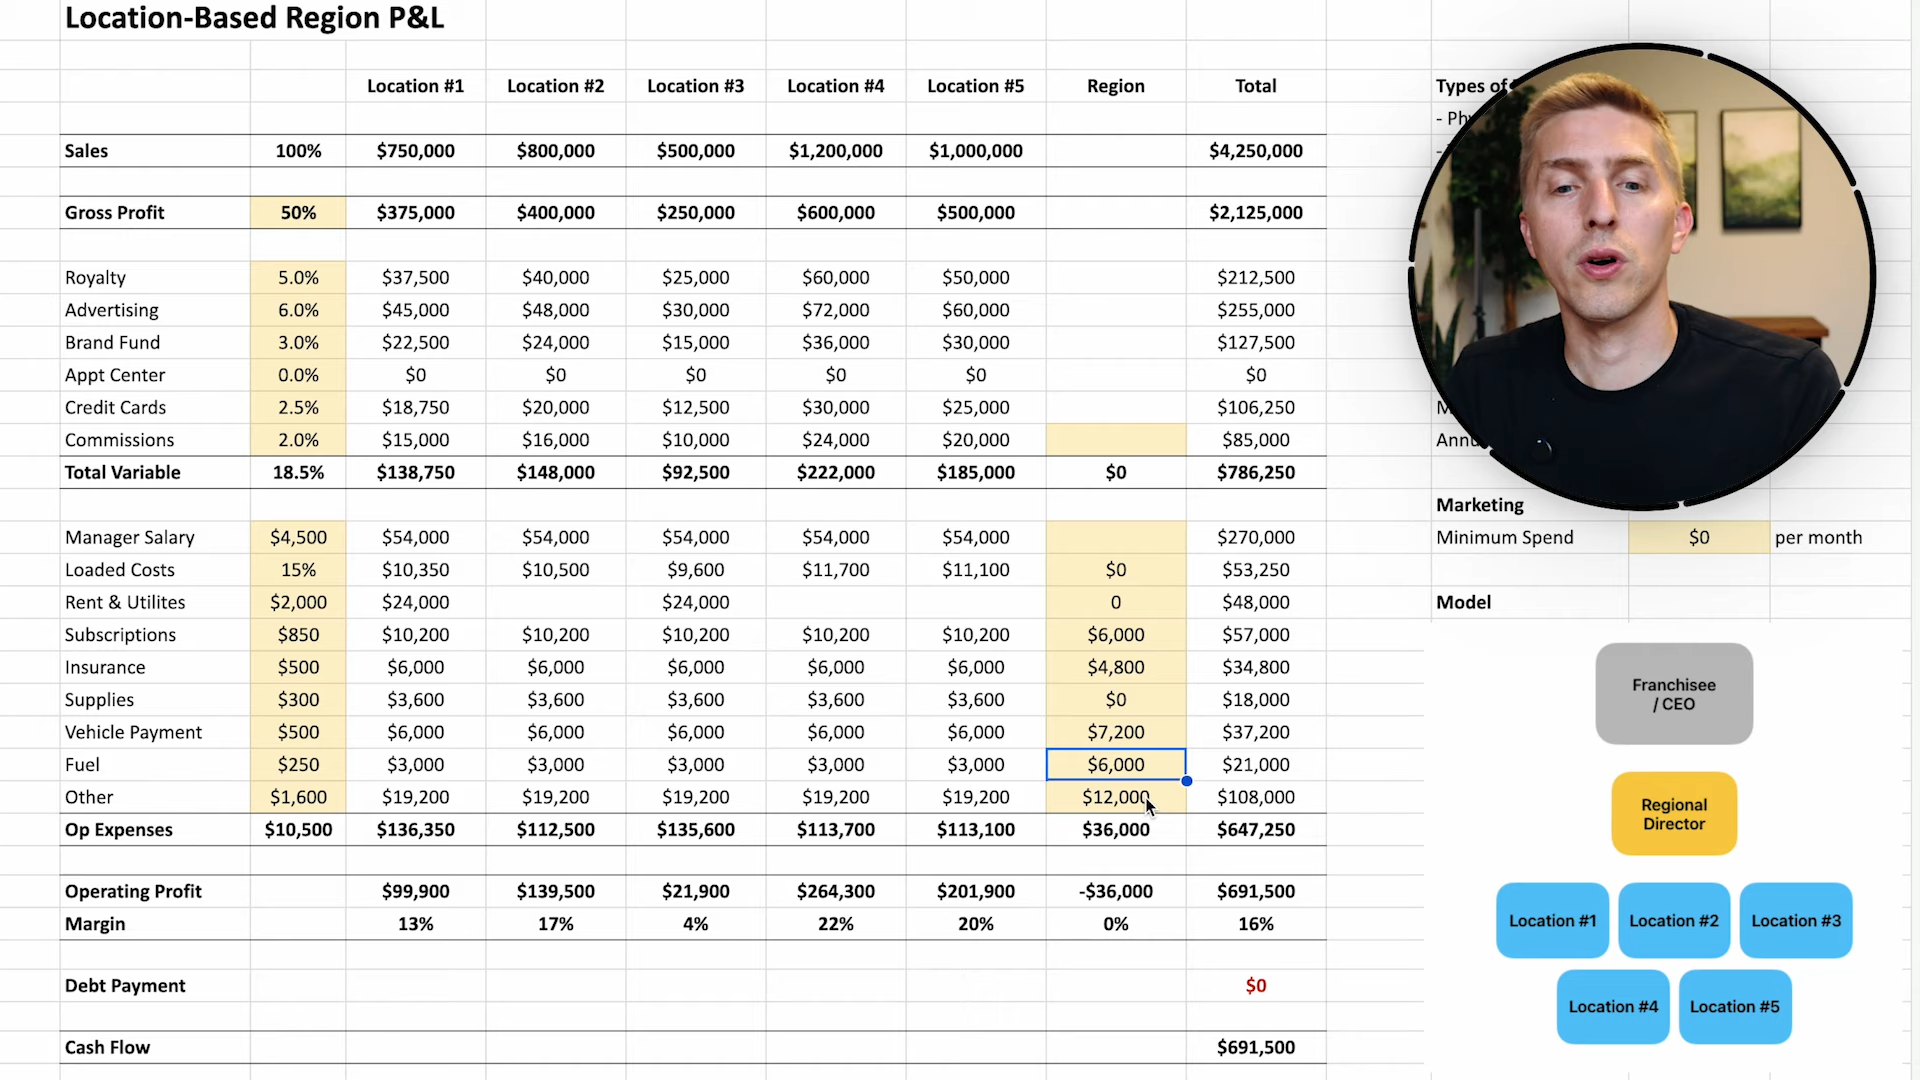 Location-Based Region P&L
Location #1 Location #2 Location #3 Location #4 Location #5 Region Total
Sales 100% $750,000 $800,000 $500,000 $1,200,000 $1,000,000 $4,250,000
Gross Profit 50% $375,000 $400,000 $250,000 $600,000 $500,000 $2,125,000
Royalty 5.0% $37,500 $40,000 $25,000 $60,000 $50,000 $212,500
Advertising 6.0% $45,000 $48,000 $30,000 $72,000 $60,000 $255,000
Brand Fund 3.0% $22,500 $24,000 $15,000 $36,000 $30,000 $127,500
Appt Center 0.0% $0 $0 $0 $0 $0 $0
Credit Cards 2.5% $18,750 $20,000 $12,500 $30,000 $25,000 $106,250
Commissions 2.0% $15,000 $16,000 $10,000 $24,000 $20,000 $85,000
Total Variable 18.5% $138,750 $148,000 $92,500 $222,000 $185,000 $0 $786,250
Manager Salary $4,500 $54,000 $54,000 $54,000 $54,000 $54,000 $270,000
Loaded Costs 15% $10,350 $10,500 $9,600 $11,700 $11,100 $0 $53,250
Rent & Utilites $2,000 $24,000 $24,000 0 $48,000
Subscriptions $850 $10,200 $10,200 $10,200 $10,200 $10,200 $6,000 $57,000
Insurance $500 $6,000 $6,000 $6,000 $6,000 $6,000 $4,800 $34,800
Supplies $300 $3,600 $3,600 $3,600 $3,600 $3,600 $0 $18,000
Vehicle Payment $500 $6,000 $6,000 $6,000 $6,000 $6,000 $7,200 $37,200
Fuel $250 $3,000 $3,000 $3,000 $3,000 $3,000 $6,000 $21,000
Other $1,600 $19,200 $19,200 $19,200 $19,200 $19,200 $12,000 $108,000
Op Expenses $10,500 $136,350 $112,500 $135,600 $113,700 $113,100 $36,000 $647,250
Operating Profit $99,900 $139,500 $21,900 $264,300 $201,900 -$36,000 $691,500
Margin 13% 17% 4% 22% 20% 0% 16%
Debt Payment $0
Cash Flow $691,500
Types of
Marketing
Minimum Spend $0 per month
Model
Franchisee
/ CEO
Regional
Director
Location #1 Location #2 Location #3
Location #4 Location #5